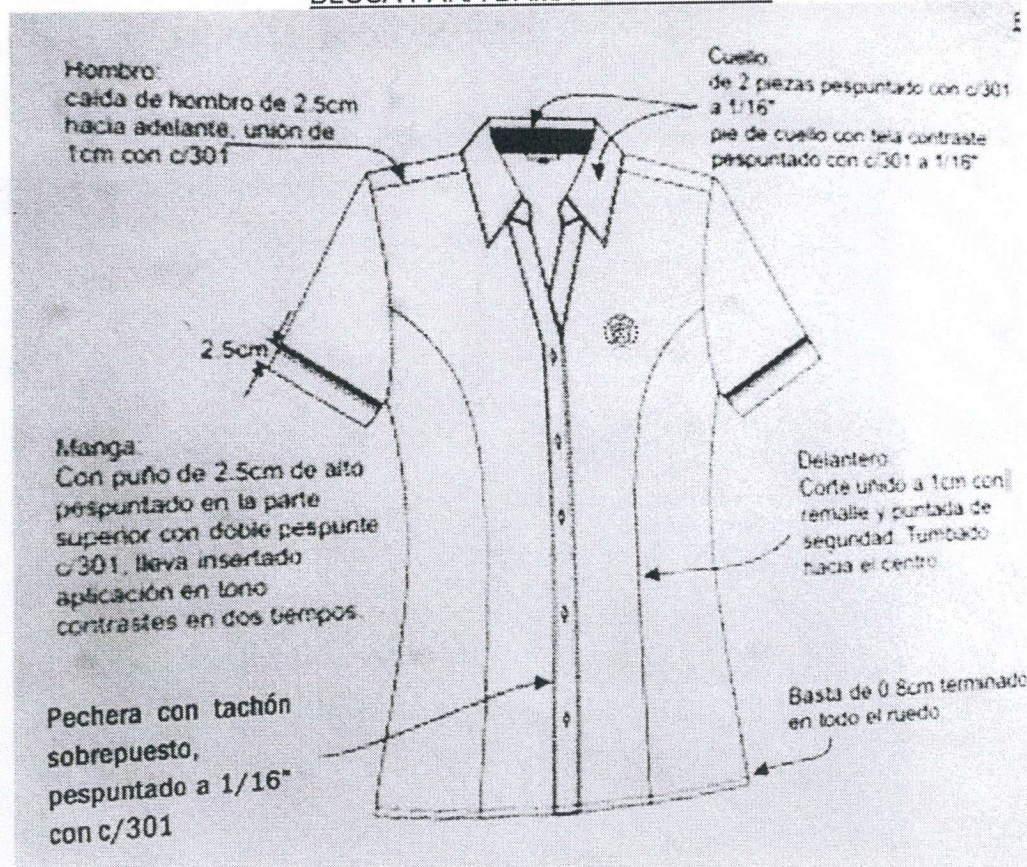 Hombro:
caída de hombro de 2.5cm
hacia adelante, unión de
1cm con c/301
Cuello:
de 2 piezas pespuntado con c/301
a 1/16"
pie de cuello con tela contraste
pespuntado con c/301 a 1/16"
2.5cm
Manga:
Con puño de 2.5cm de alto
pespuntado en la parte
superior con doble pespunte
c/301, lleva insertado
aplicación en tono
contrastes en dos tiempos.
Delantero:
Corte unido a 1cm con
remalle y puntada de
seguridad. Tumbado
hacia el centro.
Pechera con tachón
sobrepuesto,
pespuntado a 1/16"
con c/301
Basta de 0.8cm terminado
en todo el ruedo